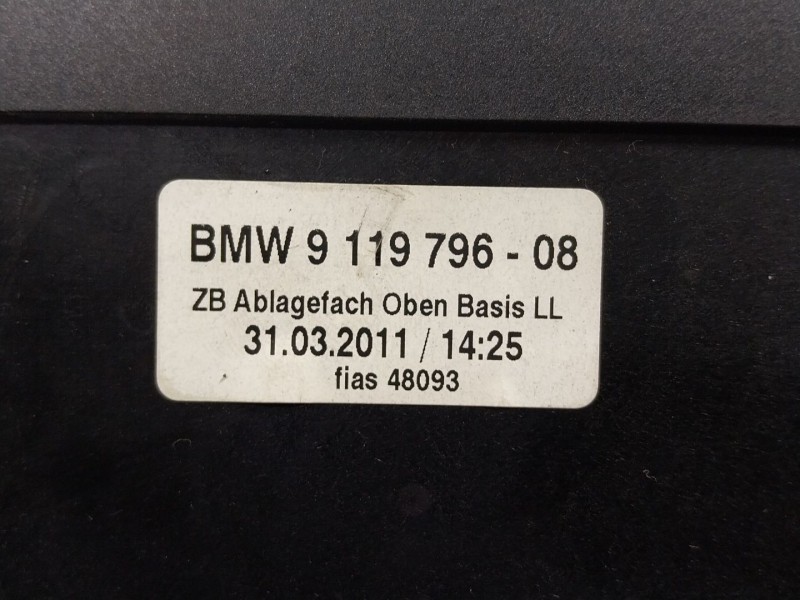 BMW 9 119 796 - 08
ZB Ablagefach Oben Basis LL
31.03.2011 / 14:25
fias 48093